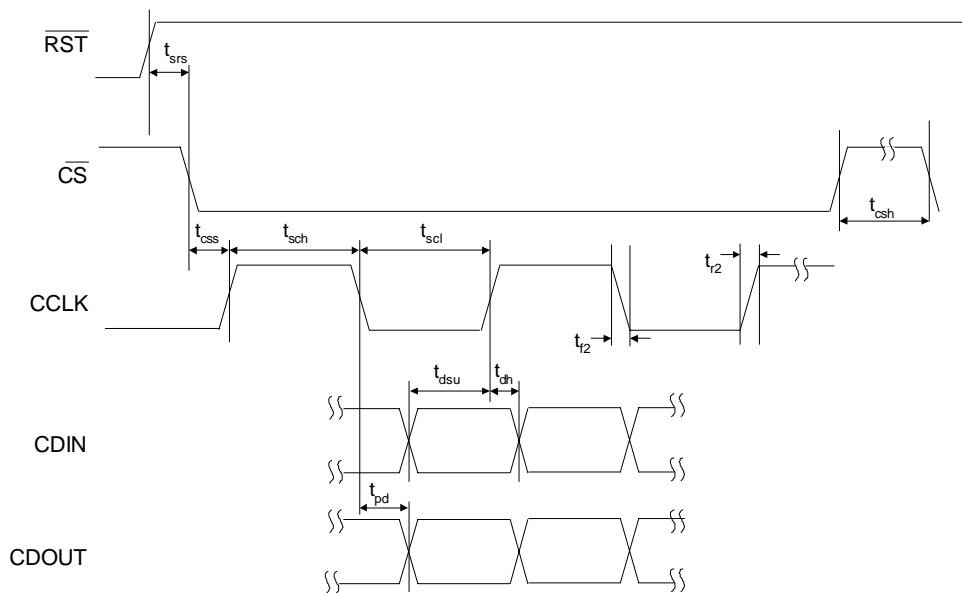 RST
t_srs
CS
t_csh
t_css
t_sch
t_scl
t_r2
CCLK
t_f2
t_dsu
t_dh
CDIN
t_pd
CDOUT